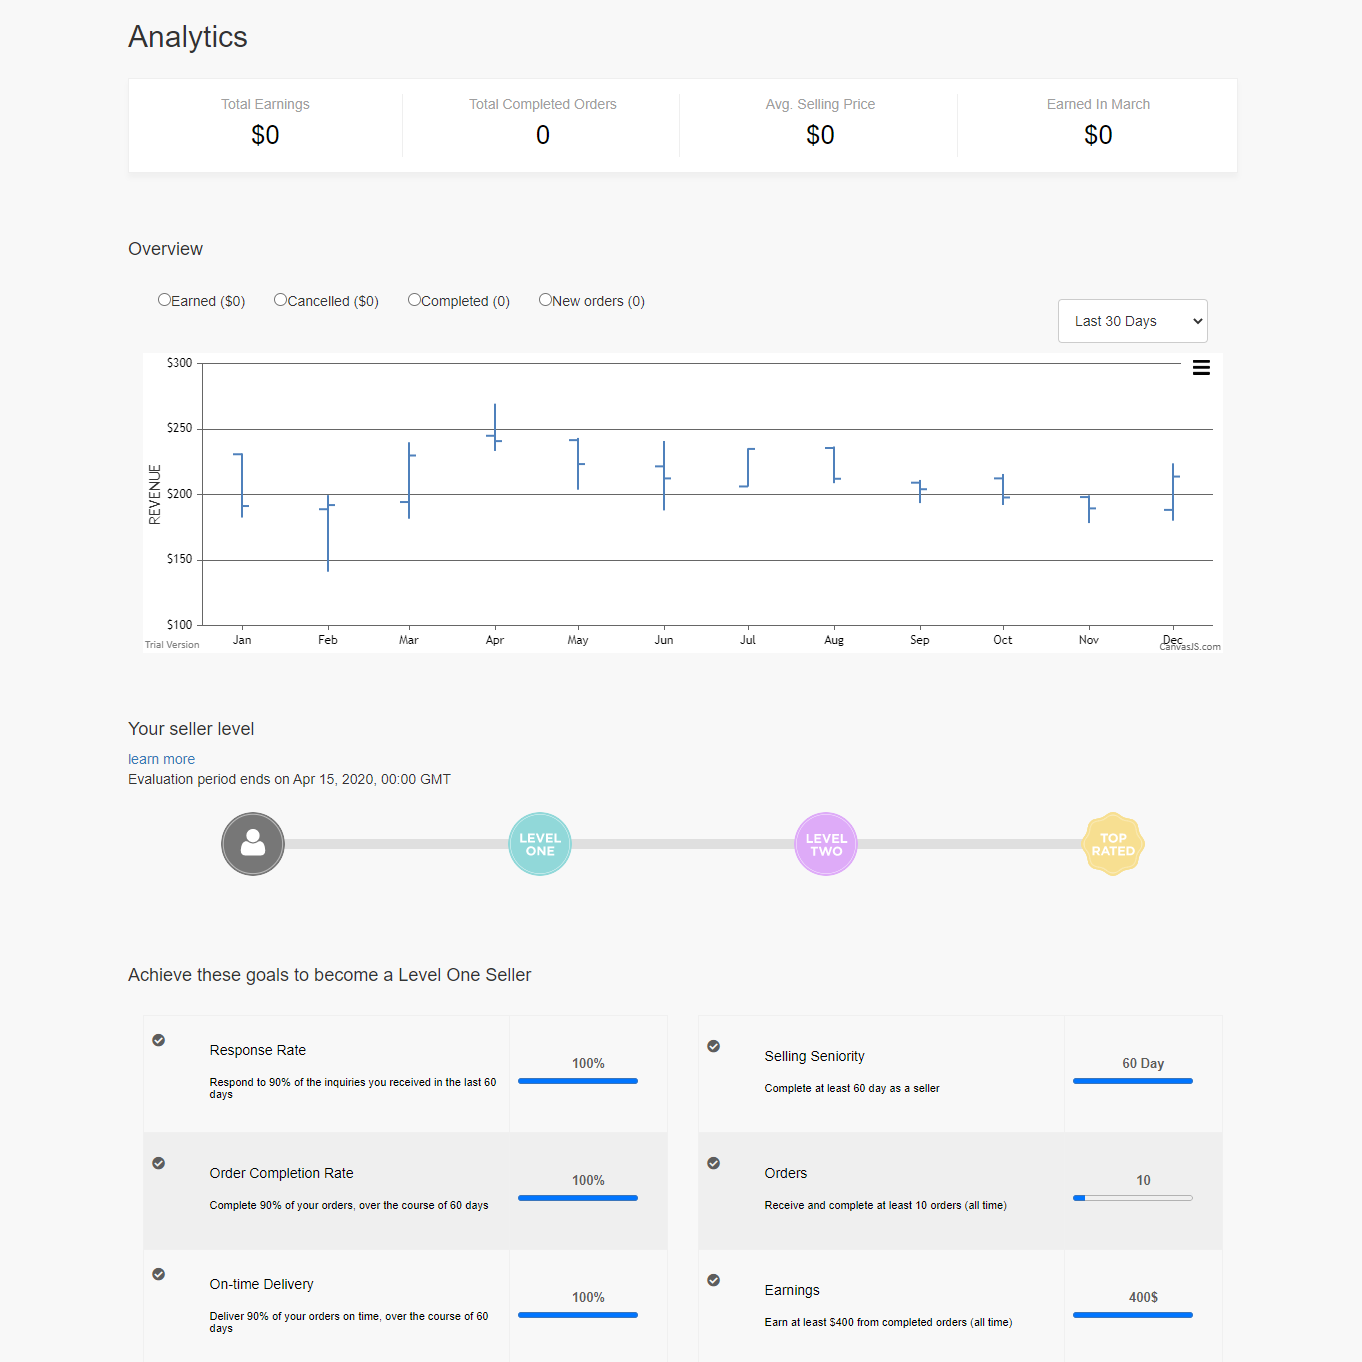 Analytics
Total Earnings
$0
Total Completed Orders
0
Avg. Selling Price
$0
Earned In March
$0
Overview
Earned ($0)
Cancelled ($0)
Completed (0)
New orders (0)
Last 30 Days
REVENUE
$300
$250
$200
$150
$100
Jan
Feb
Mar
Apr
May
Jun
Jul
Aug
Sep
Oct
Nov
Dec
Trial Version
CanvasJS.com
Your seller level
learn more
Evaluation period ends on Apr 15, 2020, 00:00 GMT
LEVEL
ONE
LEVEL
TWO
TOP
RATED
Achieve these goals to become a Level One Seller
Response Rate
Respond to 90% of the inquiries you received in the last 60
days
100%
Selling Seniority
Complete at least 60 day as a seller
60 Day
Order Completion Rate
Complete 90% of your orders, over the course of 60 days
100%
Orders
Receive and complete at least 10 orders (all time)
10
On-time Delivery
Deliver 90% of your orders on time, over the course of 60
days
100%
Earnings
Earn at least $400 from completed orders (all time)
400$